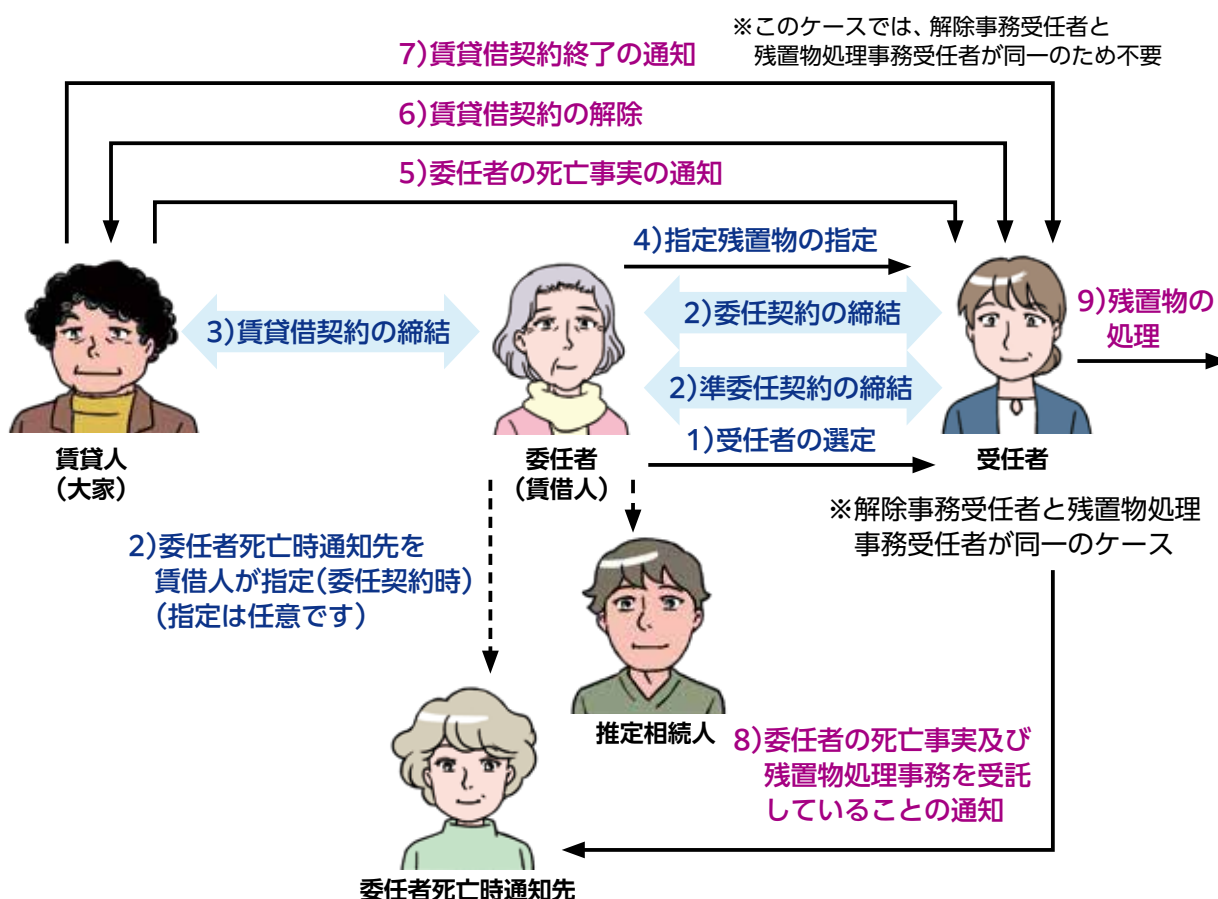 ※このケースでは、解除事務受任者と
残置物処理事務受任者が同一のため不要
7)賃貸借契約終了の通知
6)賃貸借契約の解除
5)委任者の死亡事実の通知
4)指定残置物の指定
3)賃貸借契約の締結
2)委任契約の締結
2)準委任契約の締結
1)受任者の選定
9)残置物の
処理
賃貸人
(大家)
委任者
(賃借人)
受任者
※解除事務受任者と残置物処理
事務受任者が同一のケース
2)委任者死亡時通知先を
賃借人が指定(委任契約時)
(指定は任意です)
推定相続人
8)委任者の死亡事実及び
残置物処理事務を受託
していることの通知
委任者死亡時通知先